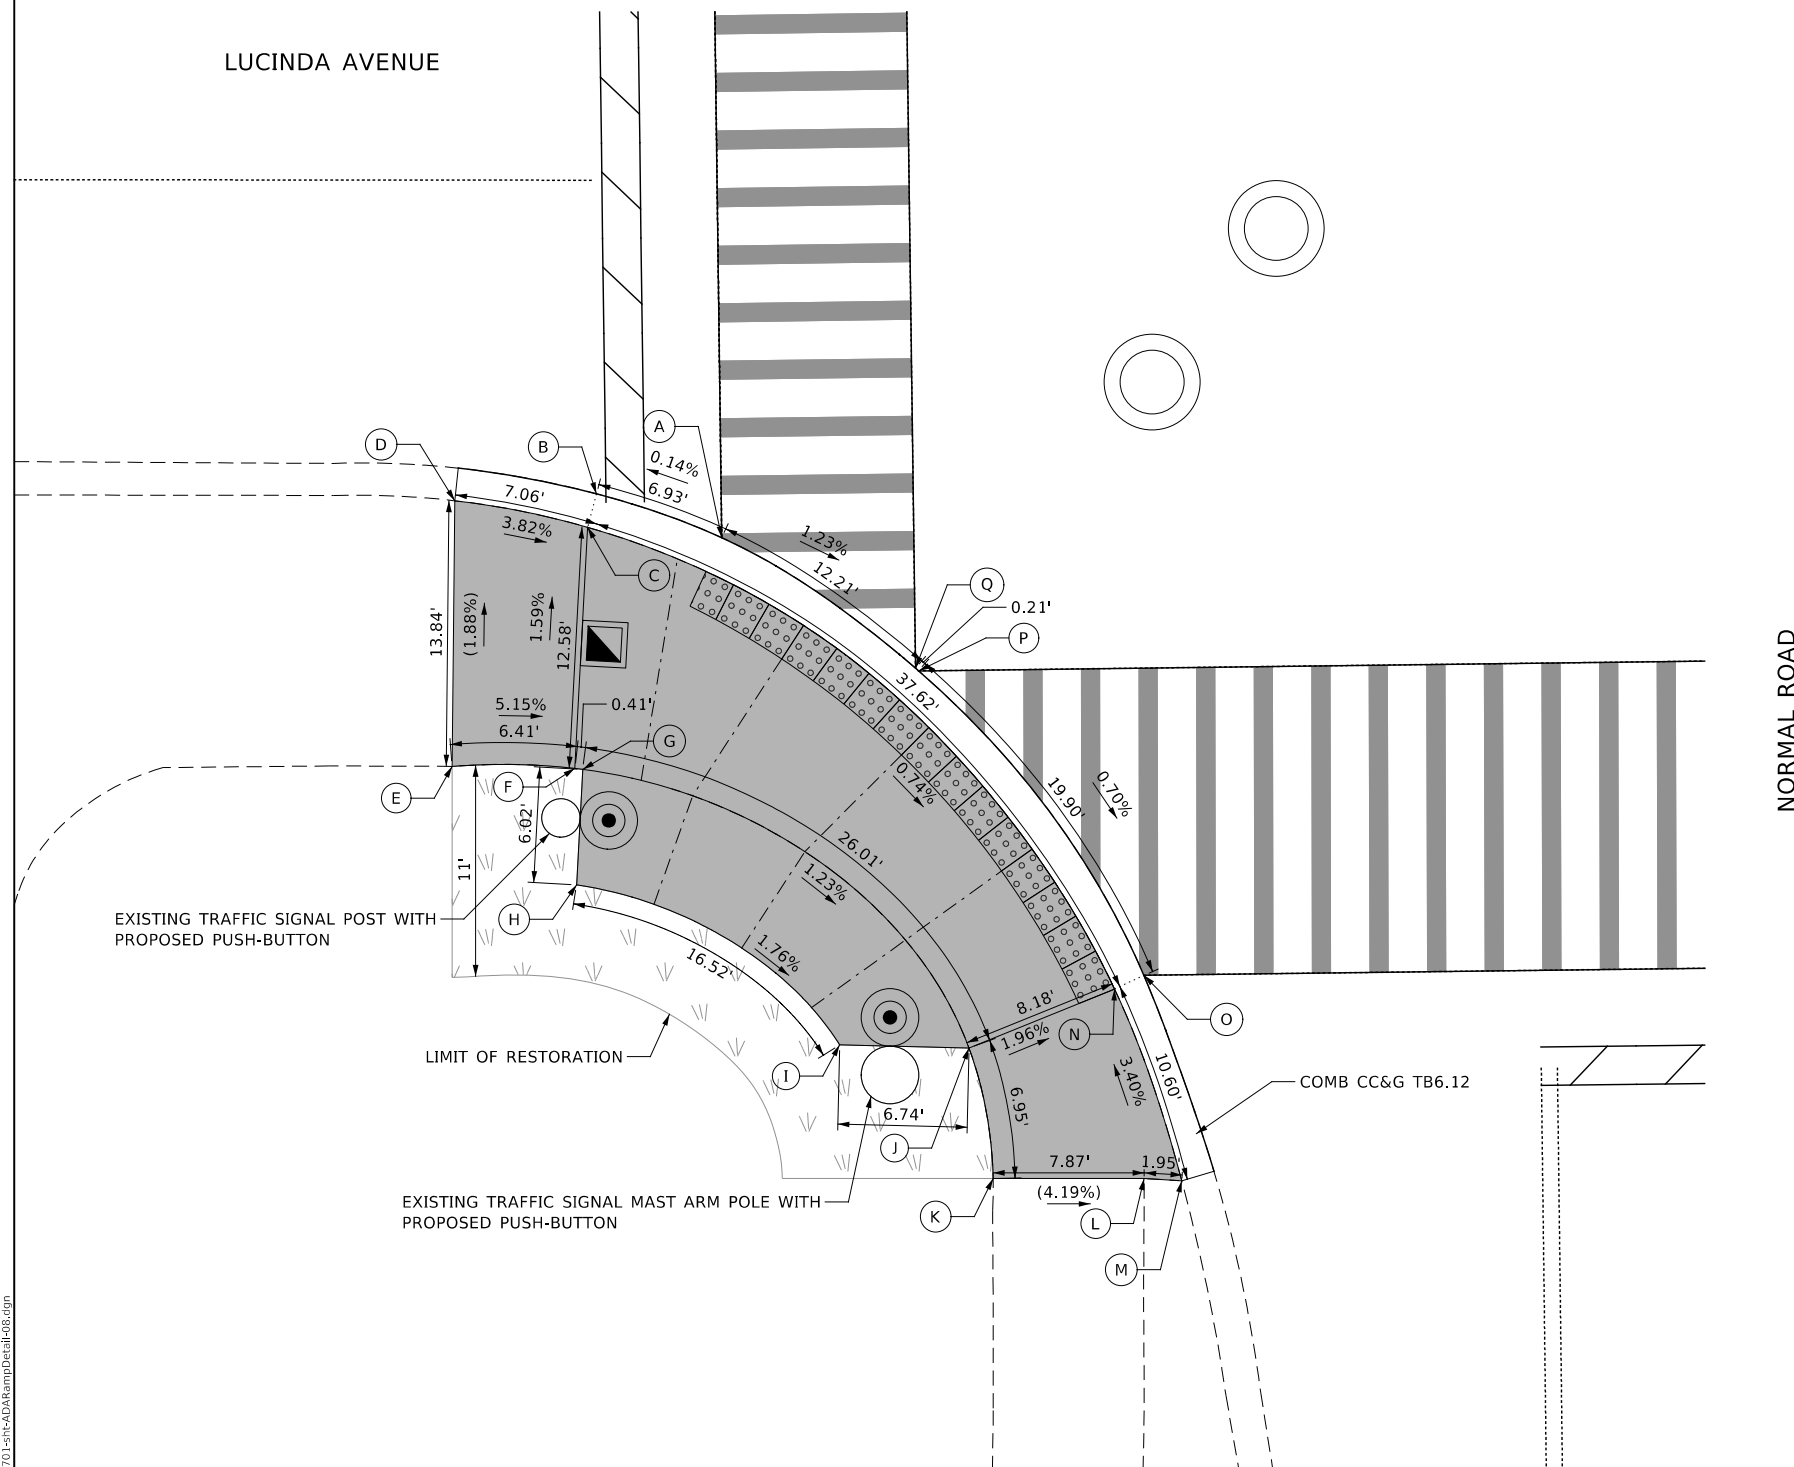 LUCINDA AVENUE
A
D
B
0.14%
6.93'
7.06'
3.82%
1.23%
12.21'
C
Q
0.21'
P
13.84'
(1.88%)
1.59%
12.58'
37.62'
NORMAL ROAD
5.15%
0.41'
6.41'
G
0.74%
19.90'
0.70%
E
F
6.02'
26.01'
11'
1.23%
EXISTING TRAFFIC SIGNAL POST WITH
PROPOSED PUSH-BUTTON
H
16.52'
1.76%
8.18'
N
O
1.96%
LIMIT OF RESTORATION
I
3.40%
10.60'
COMB CC&G TB6.12
6.95'
6.74'
J
7.87'
1.95'
(4.19%)
EXISTING TRAFFIC SIGNAL MAST ARM POLE WITH
PROPOSED PUSH-BUTTON
K
L
M
701-sht-ADARampDetail-08.dgn